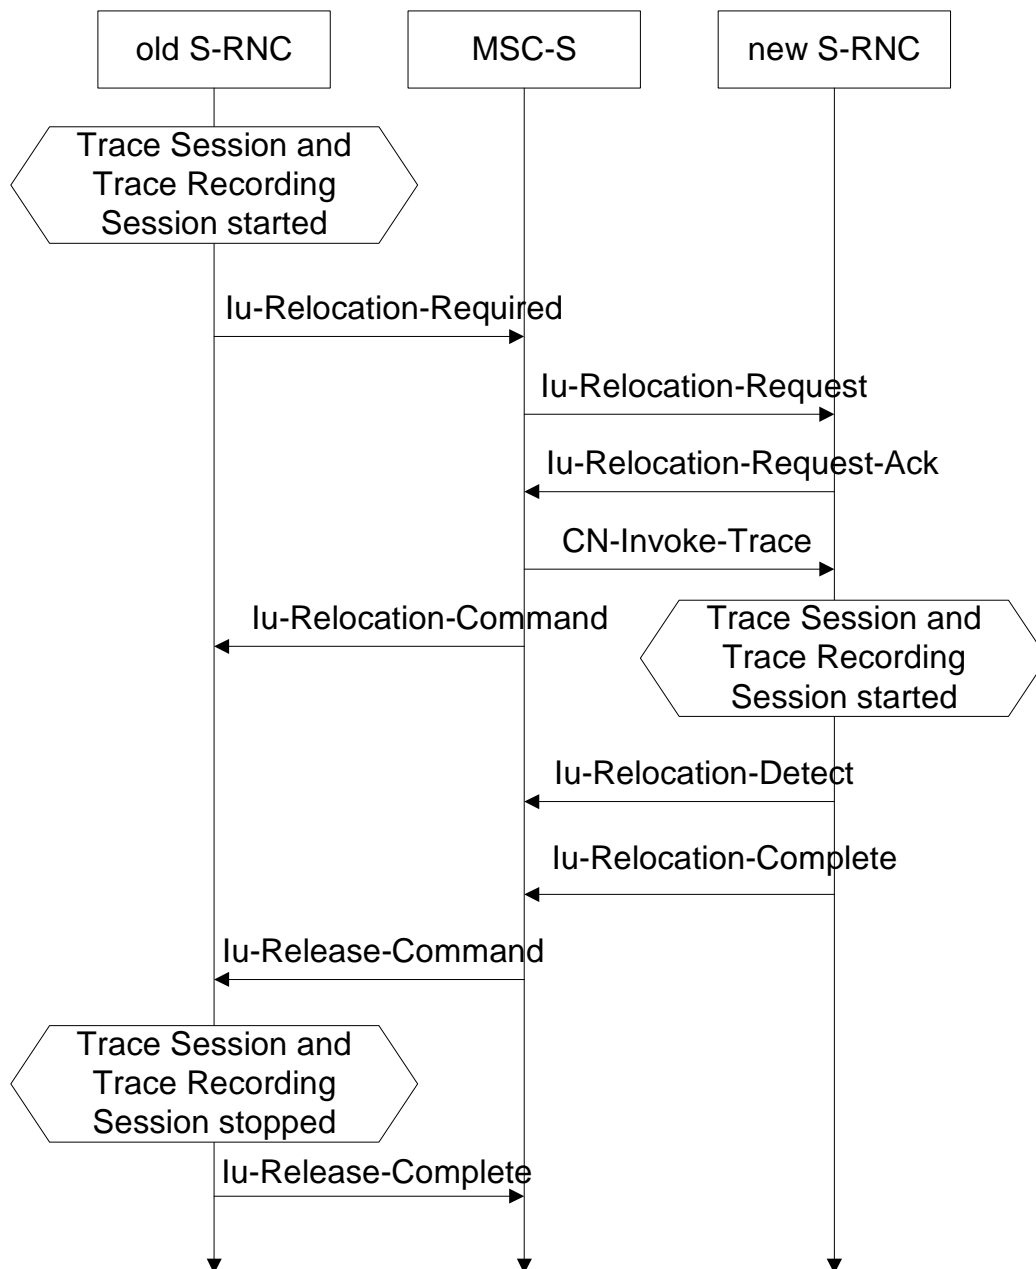 old S-RNC
MSC-S
new S-RNC
Trace Session and
Trace Recording
Session started
Iu-Relocation-Required
Iu-Relocation-Request
Iu-Relocation-Request-Ack
CN-Invoke-Trace
Iu-Relocation-Command
Trace Session and
Trace Recording
Session started
Iu-Relocation-Detect
Iu-Relocation-Complete
Iu-Release-Command
Trace Session and
Trace Recording
Session stopped
Iu-Release-Complete